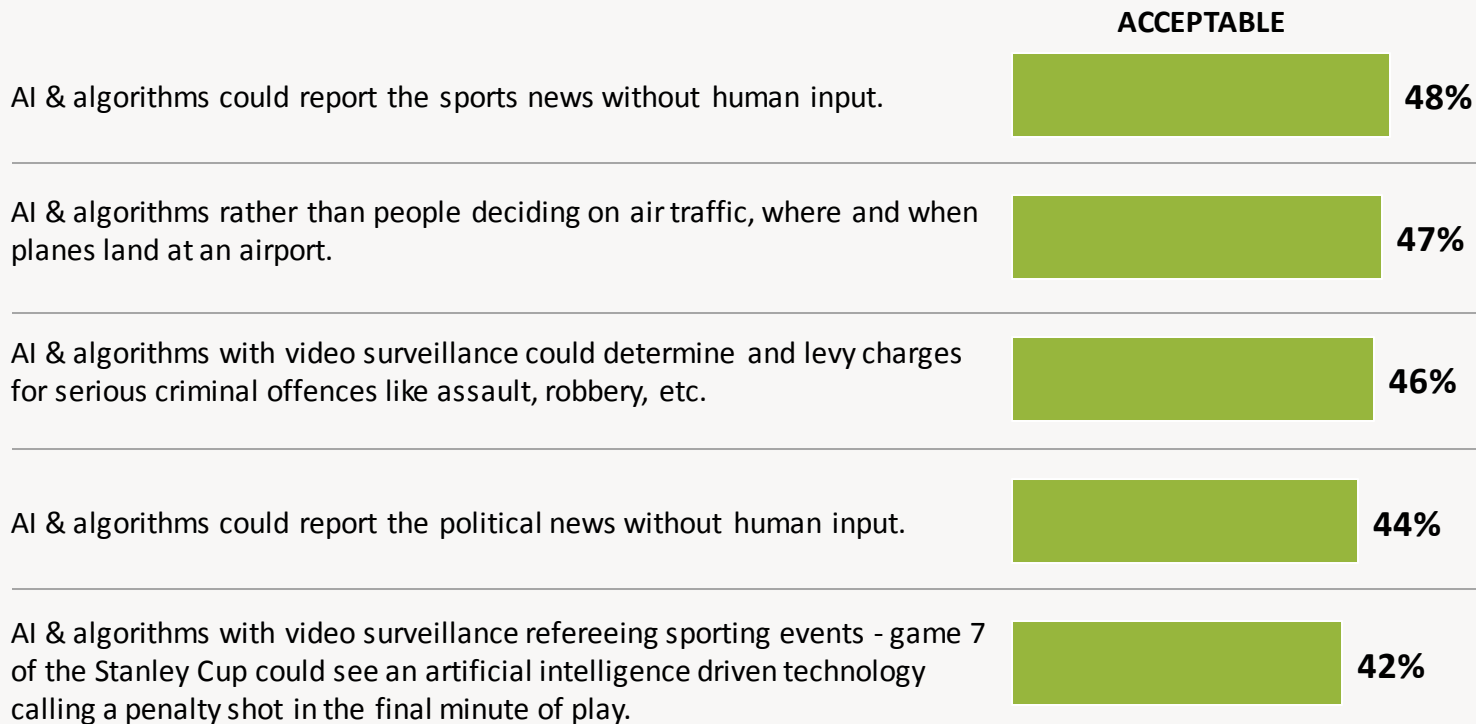 ACCEPTABLE
AI & algorithms could report the sports news without human input.
48%
AI & algorithms rather than people deciding on air traffic, where and when
planes land at an airport.
47%
AI & algorithms with video surveillance could determine and levy charges
for serious criminal offences like assault, robbery, etc.
46%
AI & algorithms could report the political news without human input.
44%
AI & algorithms with video surveillance refereeing sporting events - game 7
of the Stanley Cup could see an artificial intelligence driven technology
calling a penalty shot in the final minute of play.
42%